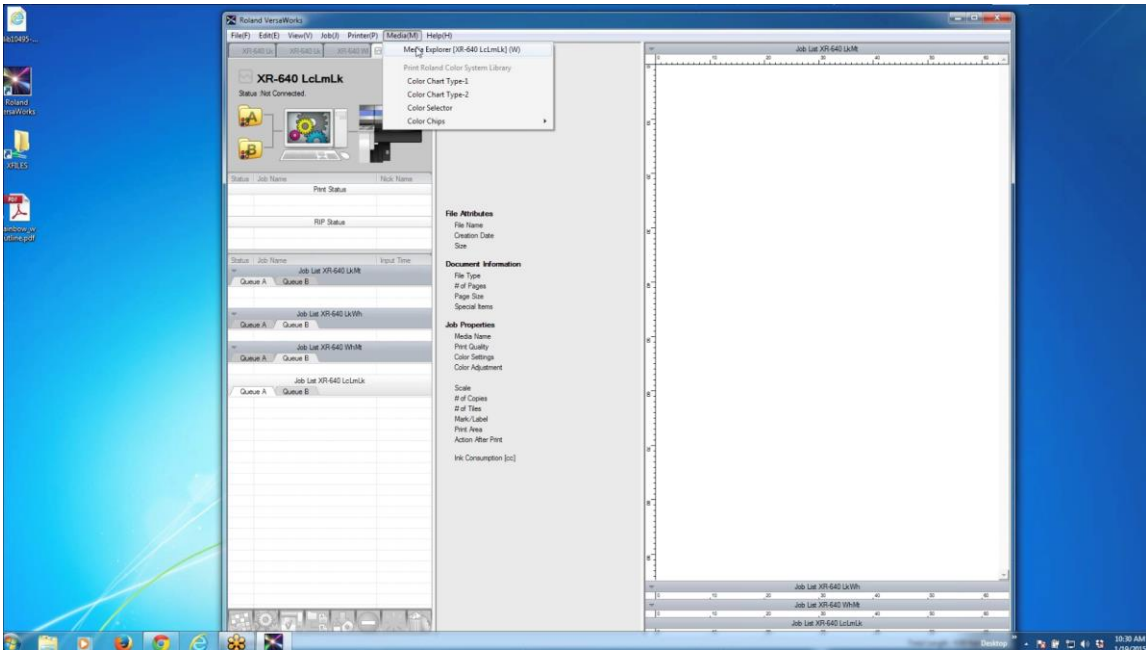 Roland VersaWorks
File(F) Edit(E) View(V) Job(J) Printer(P) Media(M) Help(H)
Media Explorer [XR-640 LcLmLk] (W)
Print Roland Color System Library
Color Chart Type-1
Color Chart Type-2
Color Selector
Color Chips
XR-640 LcLmLk
Status :Not Connected.
A
B
Status Job Name Nick Name
Print Status
RIP Status
Status Job Name Input Time
Job List XR-640 LkMt
Queue A Queue B
Job List XR-640 LkWh
Queue A Queue B
Job List XR-640 WhMt
Queue A Queue B
Job List XR-640 LcLmLk
Queue A Queue B
File Attributes
File Name
Creation Date
Size
Document Information
File Type
# of Pages
Page Size
Special Items
Job Properties
Media Name
Print Quality
Color Settings
Color Adjustment
Scale
# of Copies
# of Tiles
Mark/Label
Print Area
Action After Print
Ink Consumption [cc]
Job List XR-640 LkMt
Job List XR-640 LkWh
Job List XR-640 WhMt
Job List XR-640 LcLmLk
Roland
XFILES
PDF
Desktop
10:30 AM